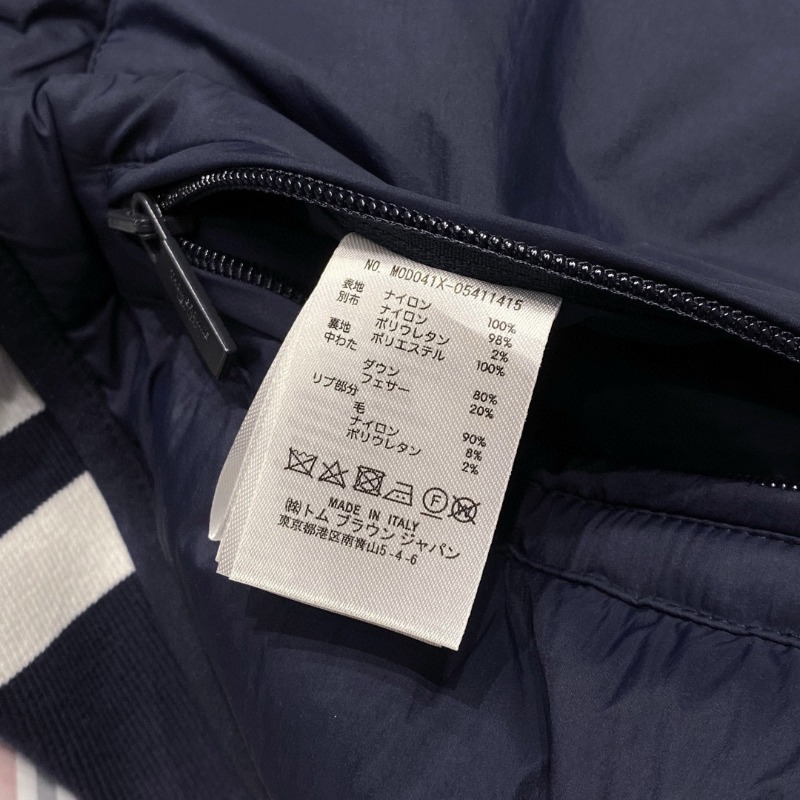 NO. MOD041X-05411415
表地 ナイロン 100%
別布 ナイロン 98%
ポリウレタン 2%
裏地 ポリエステル 100%
中わた
ダウン 80%
フェザー 20%
リブ部分
毛 90%
ナイロン 8%
ポリウレタン 2%
F
MADE IN ITALY
㈱トム ブラウン ジャパン
東京都港区南青山5-4-6